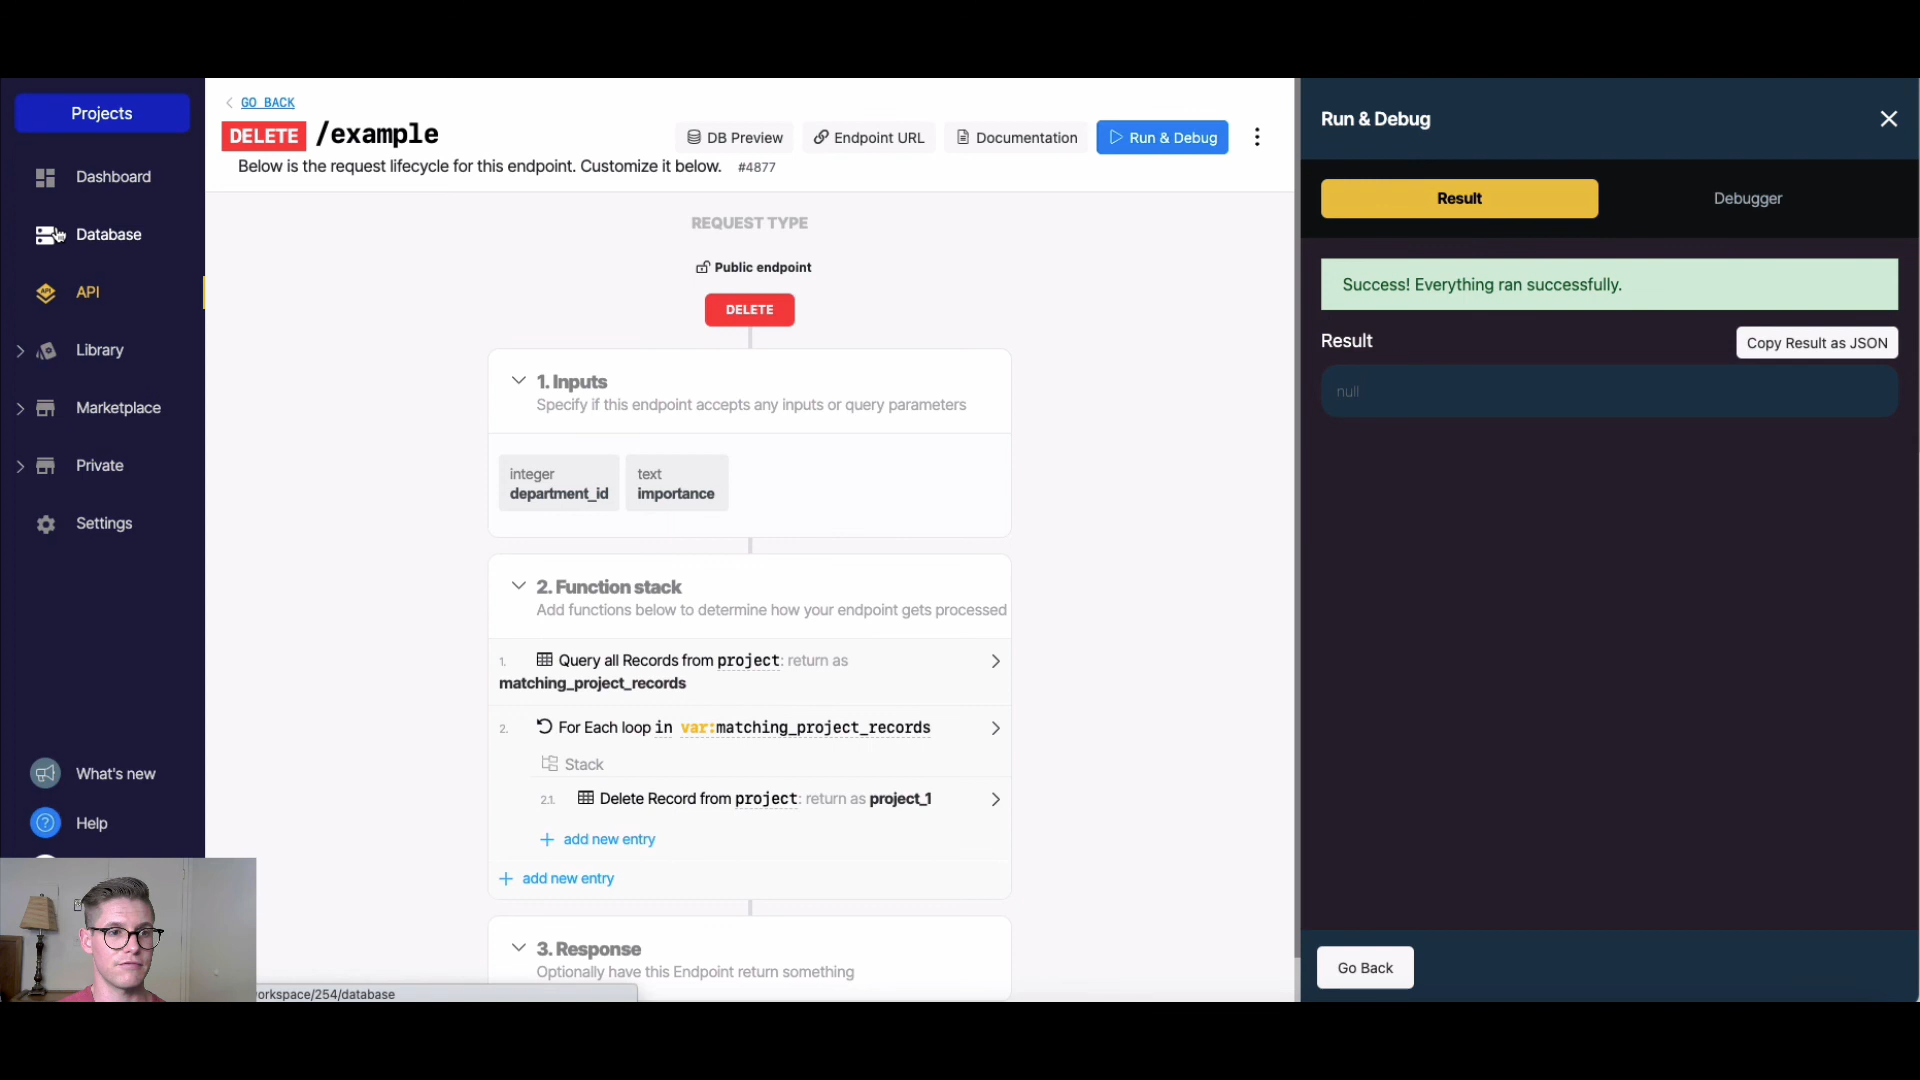 Projects
Dashboard
Database
API
Library
Marketplace
Private
Settings
What's new
Help
GO BACK
DELETE /example
Below is the request lifecycle for this endpoint. Customize it below. #4877
DB Preview
Endpoint URL
Documentation
Run & Debug
REQUEST TYPE
Public endpoint
DELETE
1. Inputs
Specify if this endpoint accepts any inputs or query parameters
integer
department_id
text
importance
2. Function stack
Add functions below to determine how your endpoint gets processed
1. Query all Records from project: return as
matching_project_records
2. For Each loop in var:matching_project_records
Stack
2.1. Delete Record from project: return as project_1
+ add new entry
+ add new entry
3. Response
Optionally have this Endpoint return something
orkspace/254/database
Run & Debug
Result
Debugger
Success! Everything ran successfully.
Result
Copy Result as JSON
null
Go Back